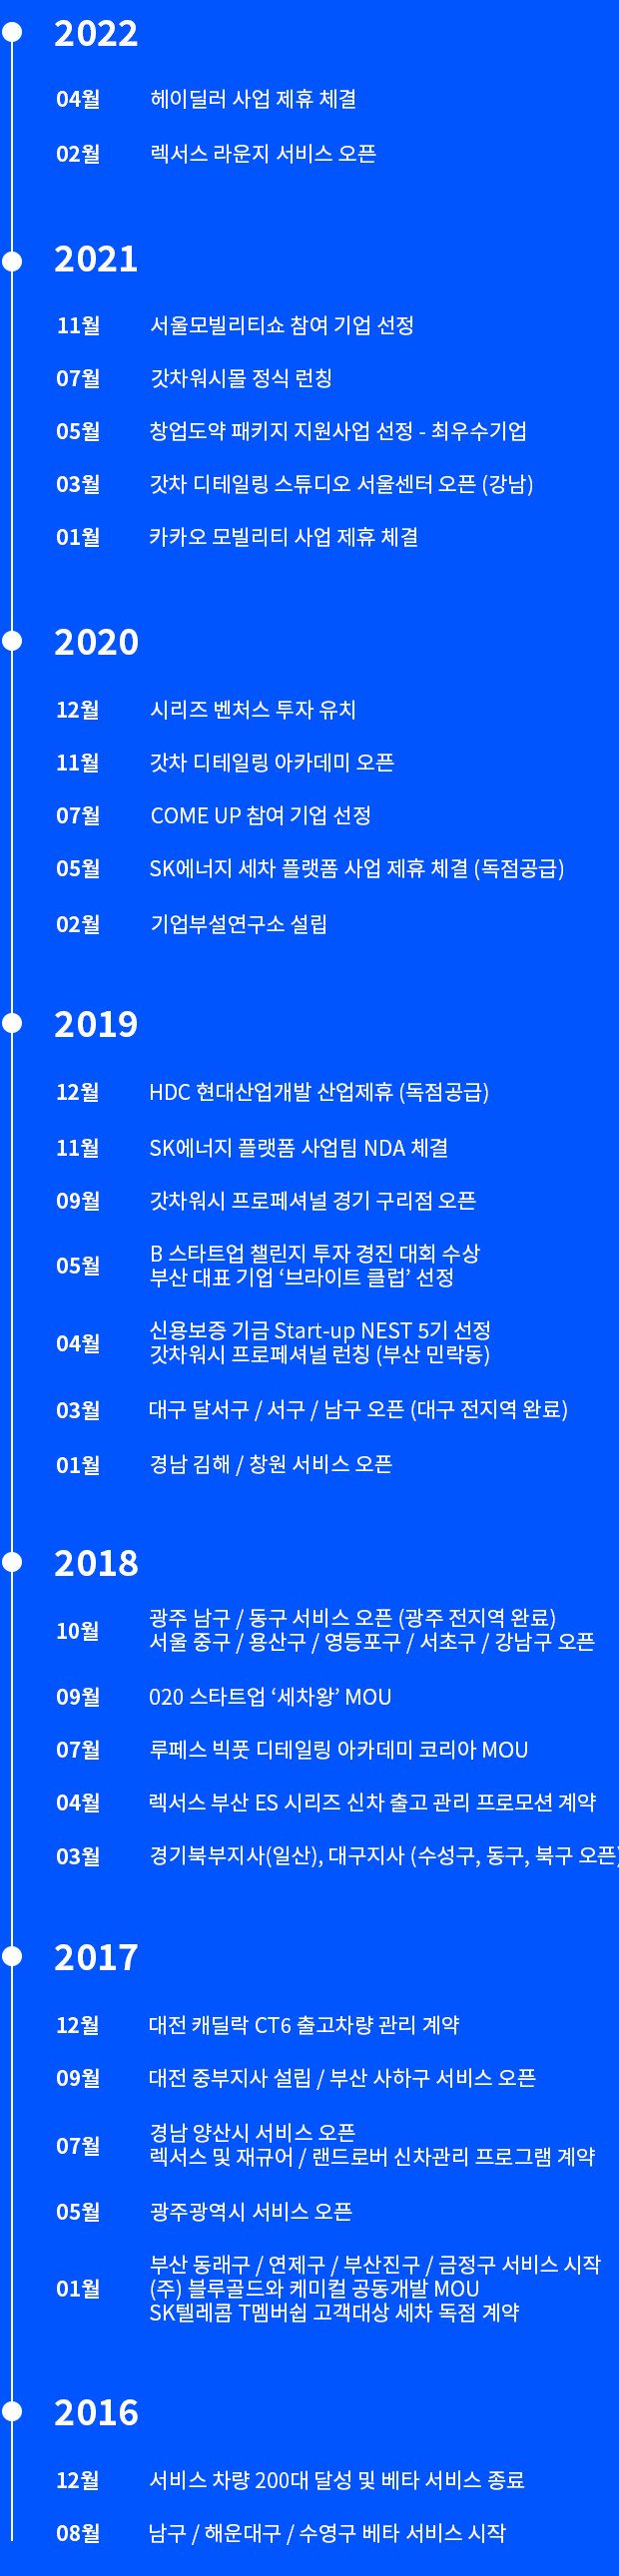 2022
04월 헤이딜러 사업 제휴 체결
02월 렉서스 라운지 서비스 오픈
2021
11월 서울모빌리티쇼 참여 기업 선정
07월 갓차워시몰 정식 런칭
05월 창업도약 패키지 지원사업 선정 - 최우수기업
03월 갓차 디테일링 스튜디오 서울센터 오픈 (강남)
01월 카카오 모빌리티 사업 제휴 체결
2020
12월 시리즈 벤처스 투자 유치
11월 갓차 디테일링 아카데미 오픈
07월 COME UP 참여 기업 선정
05월 SK에너지 세차 플랫폼 사업 제휴 체결 (독점공급)
02월 기업부설연구소 설립
2019
12월 HDC 현대산업개발 산업제휴 (독점공급)
11월 SK에너지 플랫폼 사업팀 NDA 체결
09월 갓차워시 프로페셔널 경기 구리점 오픈
05월 B 스타트업 챌린지 투자 경진 대회 수상
부산 대표 기업 ‘브라이트 클럽’ 선정
04월 신용보증 기금 Start-up NEST 5기 선정
갓차워시 프로페셔널 런칭 (부산 민락동)
03월 대구 달서구 / 서구 / 남구 오픈 (대구 전지역 완료)
01월 경남 김해 / 창원 서비스 오픈
2018
10월 광주 남구 / 동구 서비스 오픈 (광주 전지역 완료)
서울 중구 / 용산구 / 영등포구 / 서초구 / 강남구 오픈
09월 020 스타트업 ‘세차왕’ MOU
07월 루페스 빅풋 디테일링 아카데미 코리아 MOU
04월 렉서스 부산 ES 시리즈 신차 출고 관리 프로모션 계약
03월 경기북부지사(일산), 대구지사 (수성구, 동구, 북구 오픈)
2017
12월 대전 캐딜락 CT6 출고차량 관리 계약
09월 대전 중부지사 설립 / 부산 사하구 서비스 오픈
07월 경남 양산시 서비스 오픈
렉서스 및 재규어 / 랜드로버 신차관리 프로그램 계약
05월 광주광역시 서비스 오픈
01월 부산 동래구 / 연제구 / 부산진구 / 금정구 서비스 시작
(주) 블루골드와 케미컬 공동개발 MOU
SK텔레콤 T멤버쉽 고객대상 세차 독점 계약
2016
12월 서비스 차량 200대 달성 및 베타 서비스 종료
08월 남구 / 해운대구 / 수영구 베타 서비스 시작